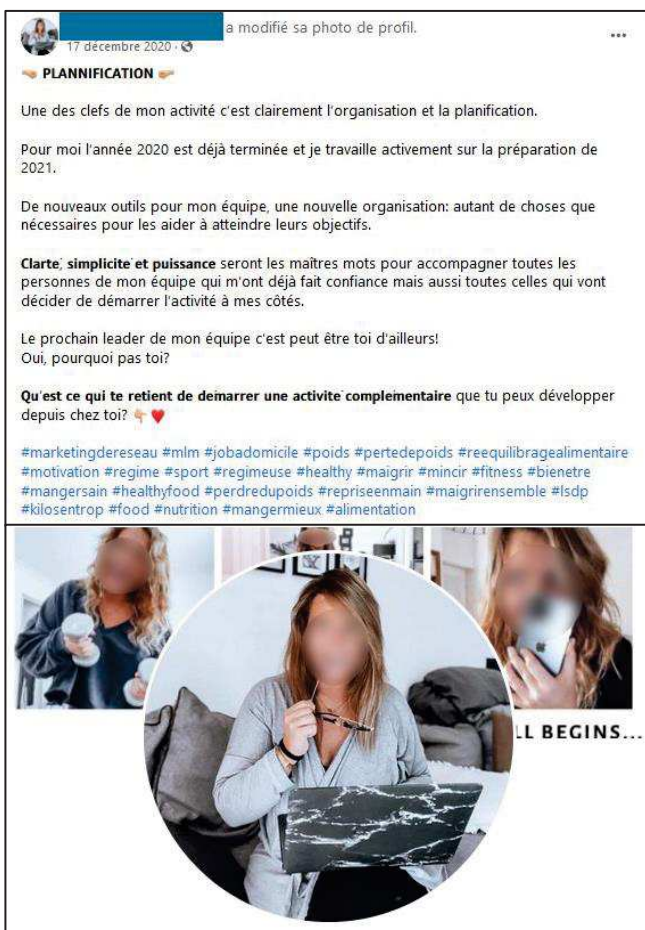 a modifié sa photo de profil.
17 décembre 2020 ·
PLANNIFICATION
Une des clefs de mon activité c'est clairement l'organisation et la planification.
Pour moi l'année 2020 est déjà terminée et je travaille activement sur la préparation de
2021.
De nouveaux outils pour mon équipe, une nouvelle organisation: autant de choses que
nécessaires pour les aider à atteindre leurs objectifs.
Clarté, simplicité et puissance seront les maîtres mots pour accompagner toutes les
personnes de mon équipe qui m'ont déjà fait confiance mais aussi toutes celles qui vont
décider de démarrer l'activité à mes côtés.
Le prochain leader de mon équipe c'est peut être toi d'ailleurs!
Oui, pourquoi pas toi?
Qu'est ce qui te retient de démarrer une activité complémentaire que tu peux développer
depuis chez toi? 👇🏻 ♥
#marketingdereseau #mlm #jobadomicile #poids #pertedepoids #reequilibragealimentaire
#motivation #regime #sport #regimeuse #healthy #maigrir #mincir #fitness #bienetre
#mangersain #healthyfood #perdredupoids #repriseenmain #maigrirensemble #lsdp
#kilosentrop #food #nutrition #mangermieux #alimentation
LL BEGINS...